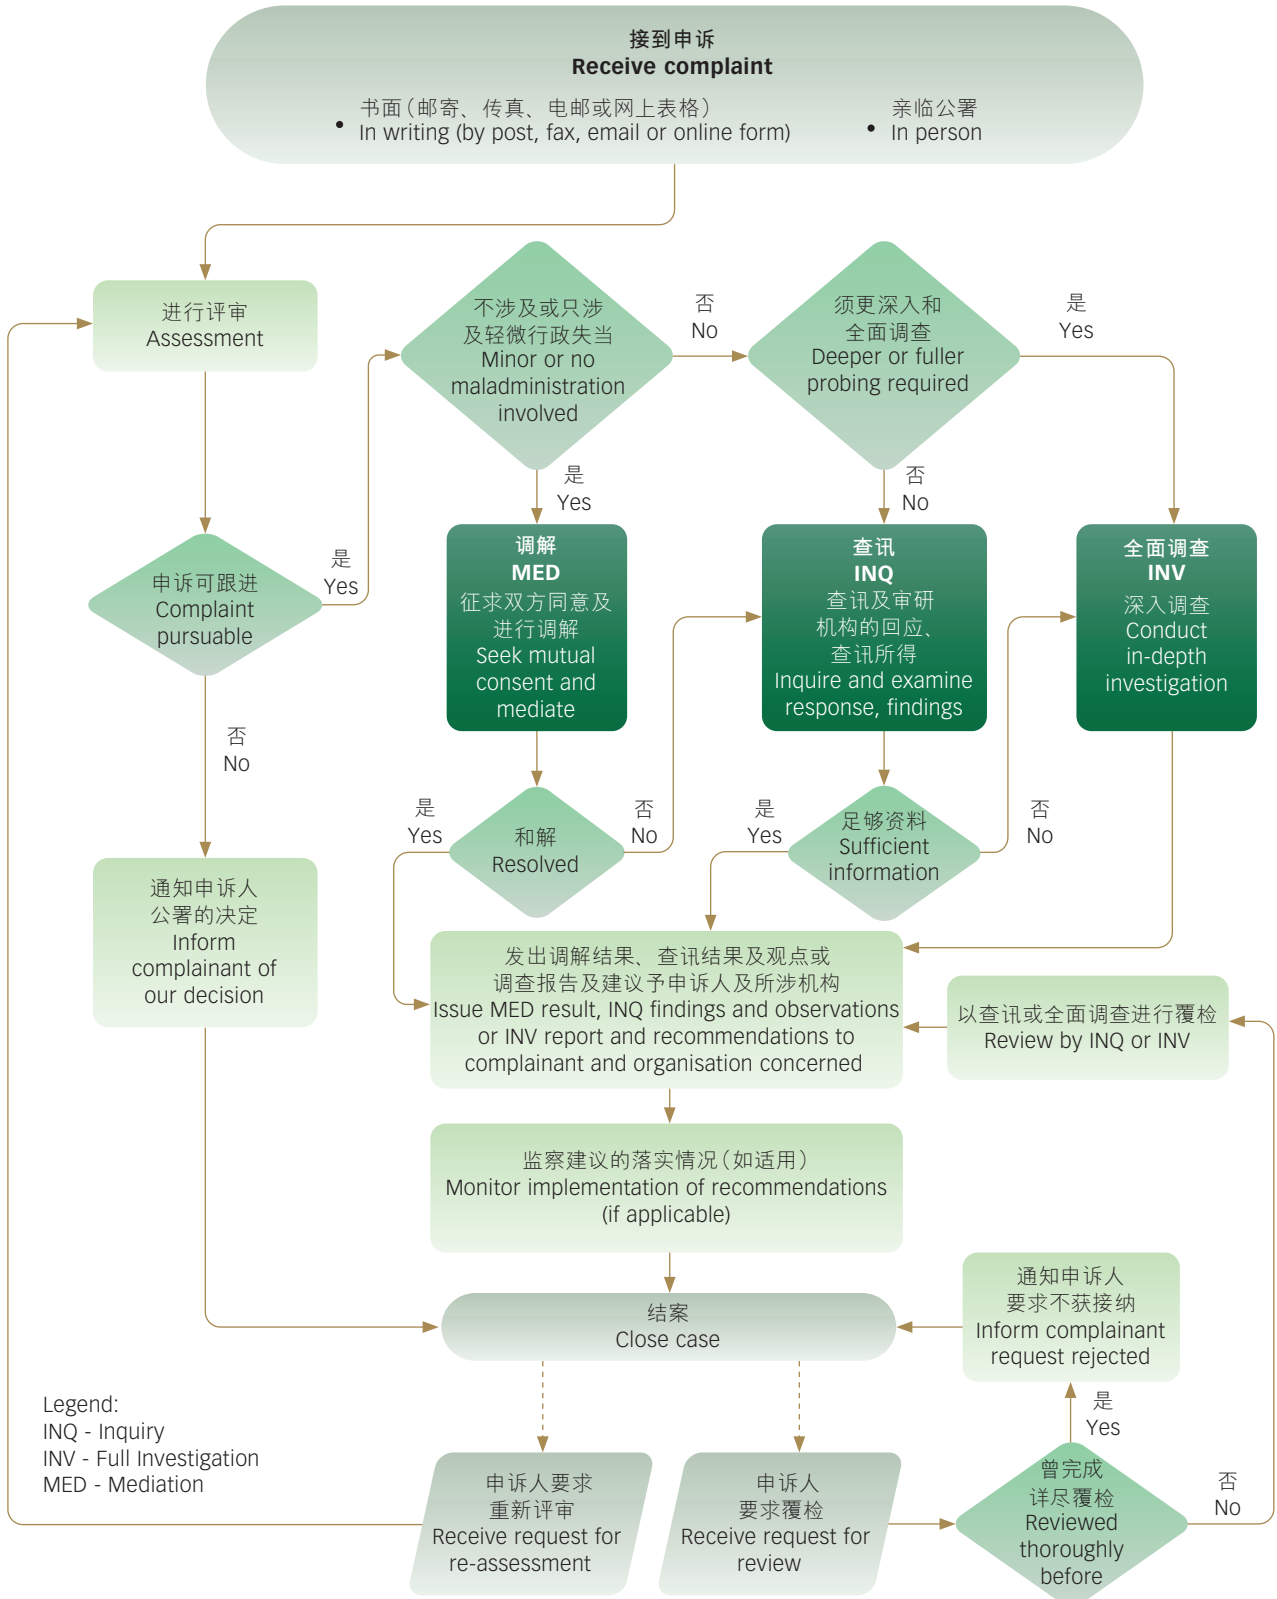 接到申诉
Receive complaint
书面（邮寄、传真、电邮或网上表格）
• In writing (by post, fax, email or online form)
亲临公署
• In person
进行评审
Assessment
不涉及或只涉
及轻微行政失当
Minor or no
maladministration
involved
否
No
须更深入和
全面调查
Deeper or fuller
probing required
是
Yes
是
Yes
否
No
申诉可跟进
Complaint
pursuable
是
Yes
调解
MED
征求双方同意及
进行调解
Seek mutual
consent and
mediate
查讯
INQ
查讯及审研
机构的回应、
查讯所得
Inquire and examine
response, findings
全面调查
INV
深入调查
Conduct
in-depth
investigation
否
No
是
Yes
和解
Resolved
否
No
是
Yes
足够资料
Sufficient
information
否
No
通知申诉人
公署的决定
Inform
complainant of
our decision
发出调解结果、查讯结果及观点或
调查报告及建议予申诉人及所涉机构
Issue MED result, INQ findings and observations
or INV report and recommendations to
complainant and organisation concerned
以查讯或全面调查进行覆检
Review by INQ or INV
监察建议的落实情况（如适用）
Monitor implementation of recommendations
(if applicable)
结案
Close case
通知申诉人
要求不获接纳
Inform complainant
request rejected
是
Yes
Legend:
INQ - Inquiry
INV - Full Investigation
MED - Mediation
申诉人要求
重新评审
Receive request for
re-assessment
申诉人
要求覆检
Receive request for
review
曾完成
详尽覆检
Reviewed
thoroughly
before
否
No